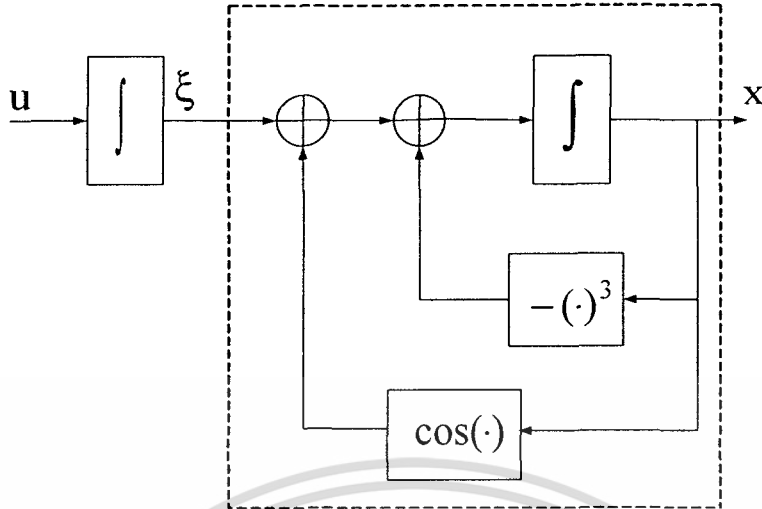 u
∫
ξ
∫
x
−(·)³
cos(·)